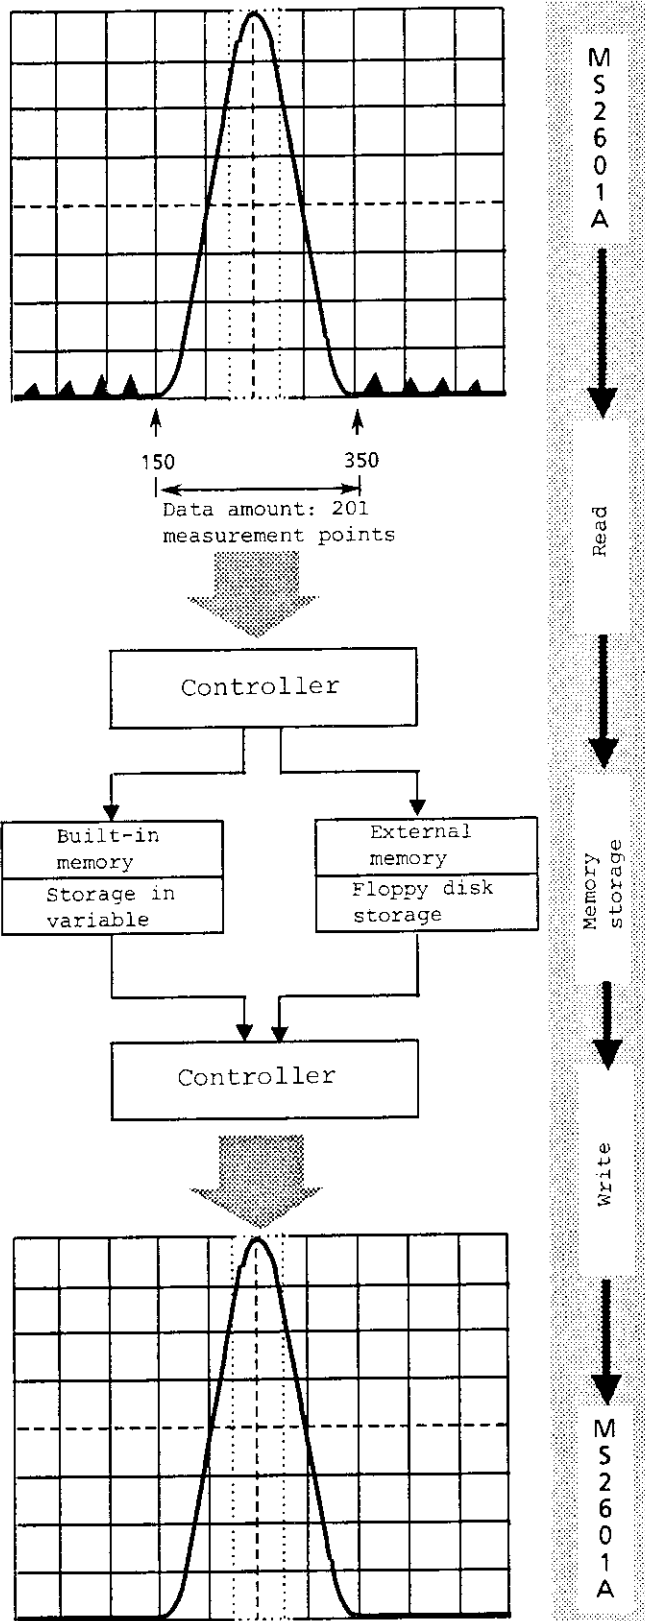 150
350
Data amount: 201
measurement points
Controller
Built-in
memory
Storage in
variable
External
memory
Floppy disk
storage
Controller
MS2601A
Read
Memory
storage
Write
MS2601A